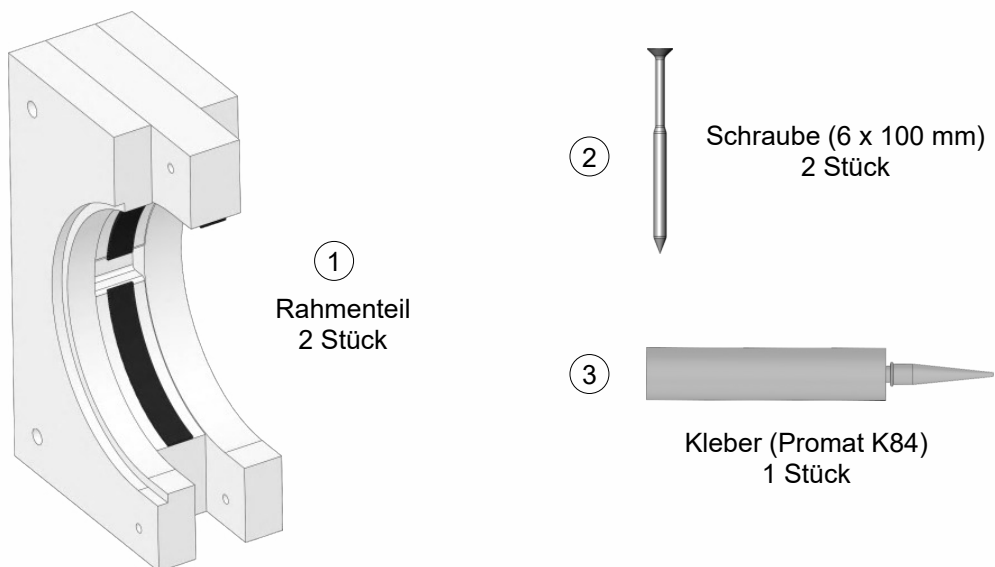 1
Rahmenteil
2 Stück
2
Schraube (6 x 100 mm)
2 Stück
3
Kleber (Promat K84)
1 Stück